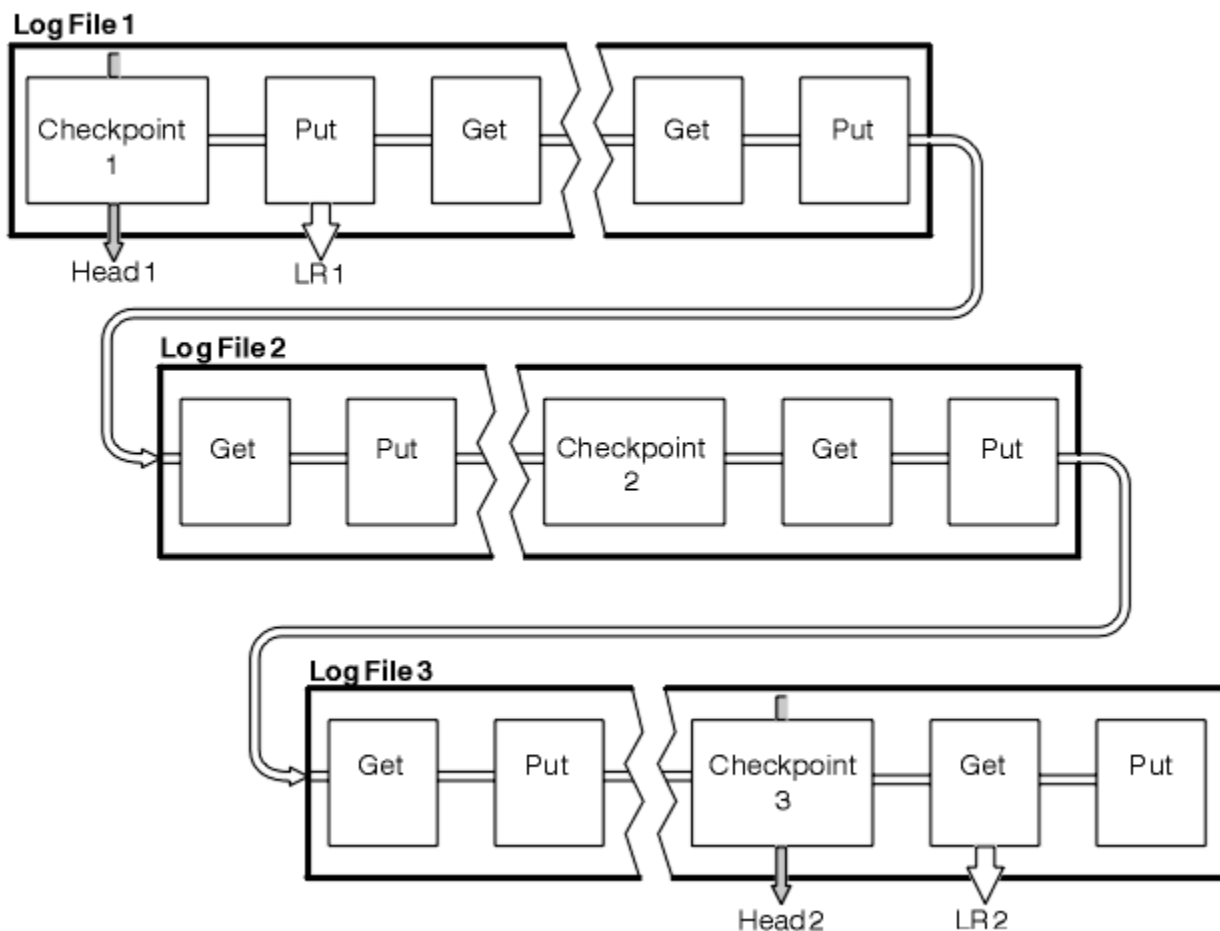 Log File 1
Checkpoint
1
Put
Get
Get
Put
Head 1
LR 1
Log File 2
Get
Put
Checkpoint
2
Get
Put
Log File 3
Get
Put
Checkpoint
3
Get
Put
Head 2
LR 2